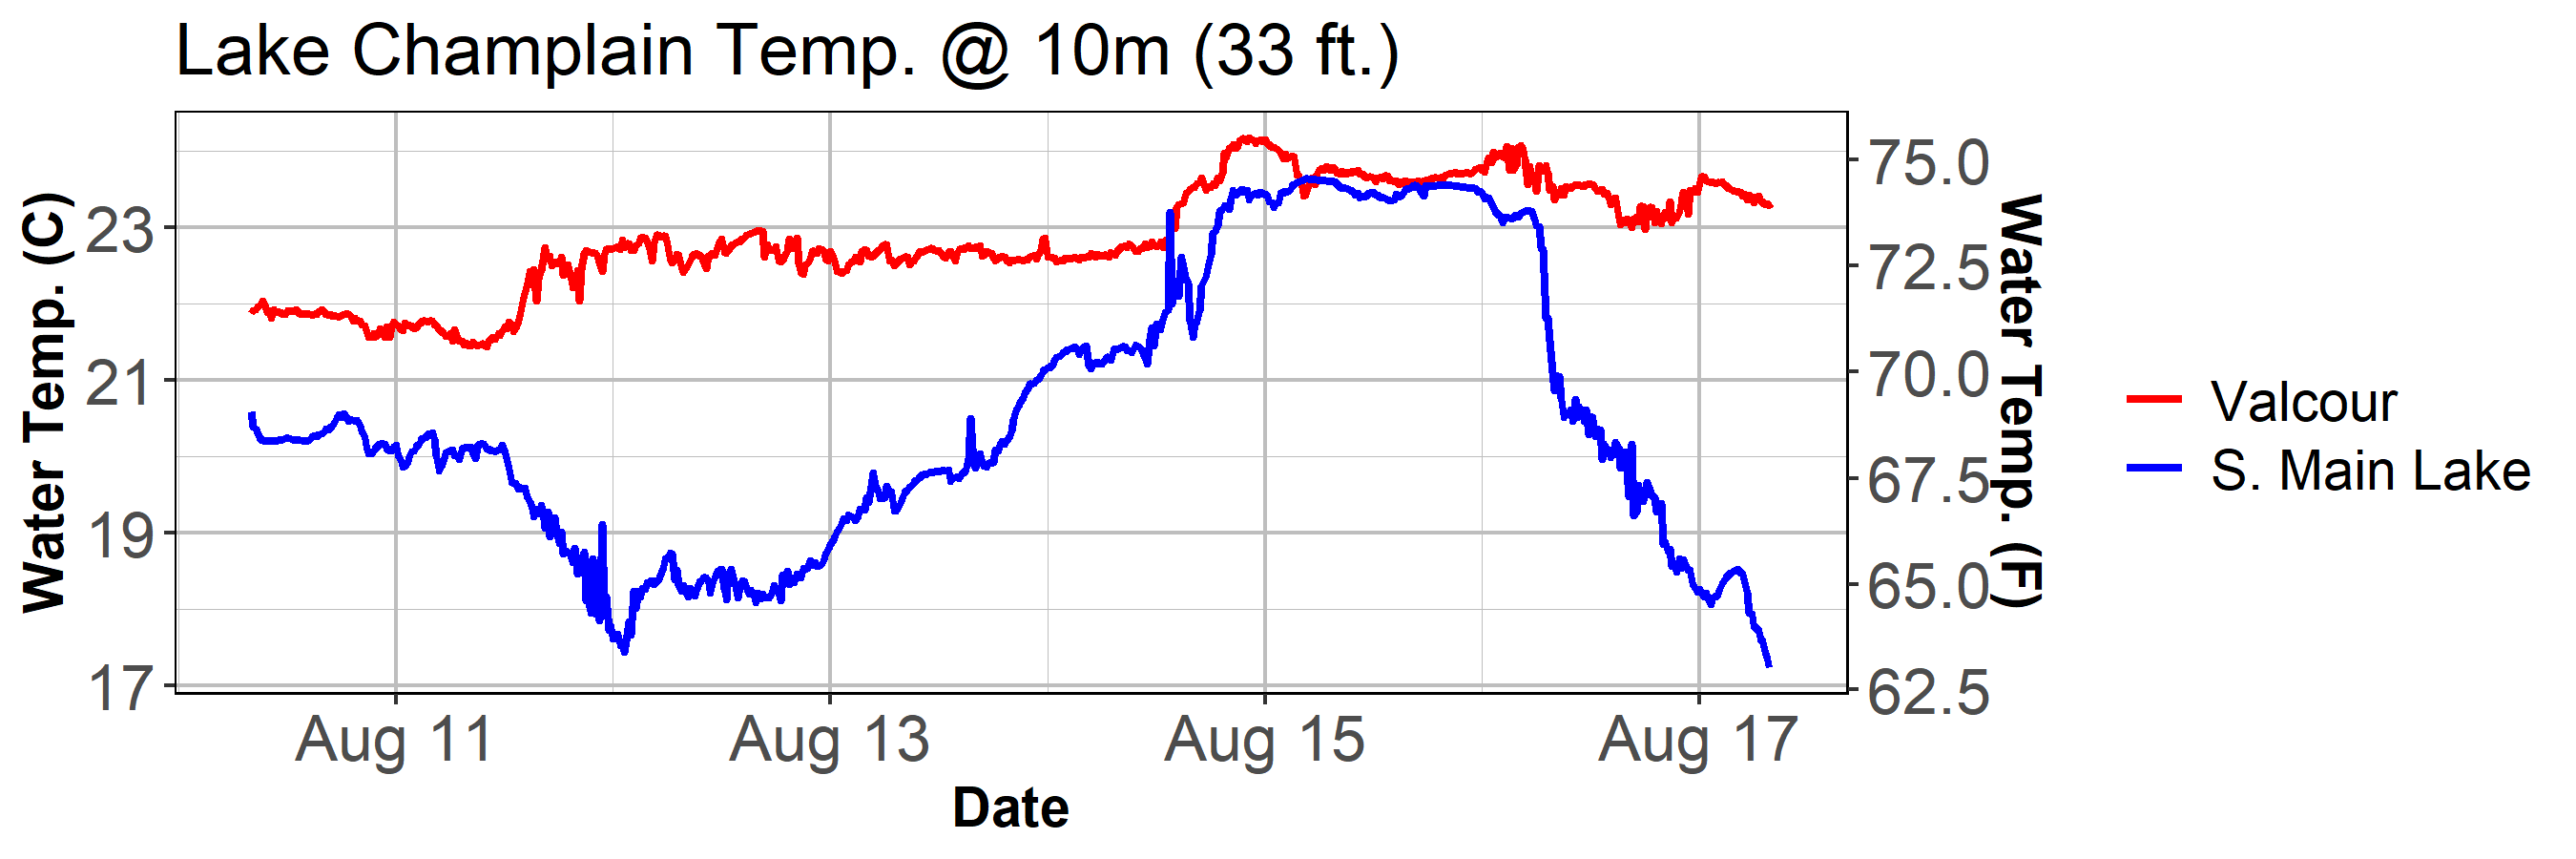 Lake Champlain Temp. @ 10m (33 ft.)
Water Temp. (C)
23
21
19
17
75.0
72.5
70.0
67.5
65.0
62.5
Water Temp. (F)
Aug 11
Aug 13
Aug 15
Aug 17
Date
Valcour
S. Main Lake